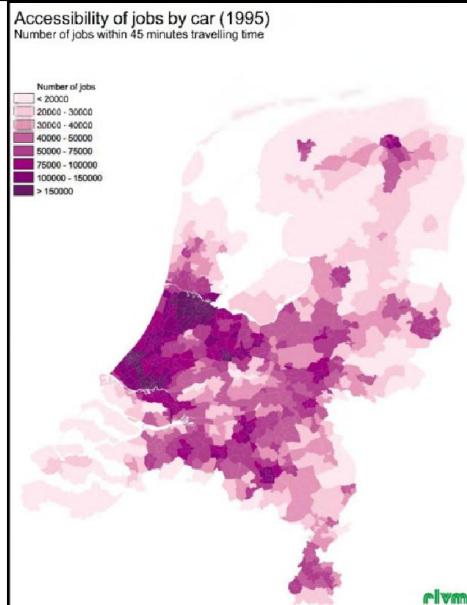 Accessibility of jobs by car (1995)
Number of jobs within 45 minutes travelling time
Number of jobs
< 20000
20000 - 30000
30000 - 40000
40000 - 50000
50000 - 75000
75000 - 100000
100000 - 150000
> 150000
rivm